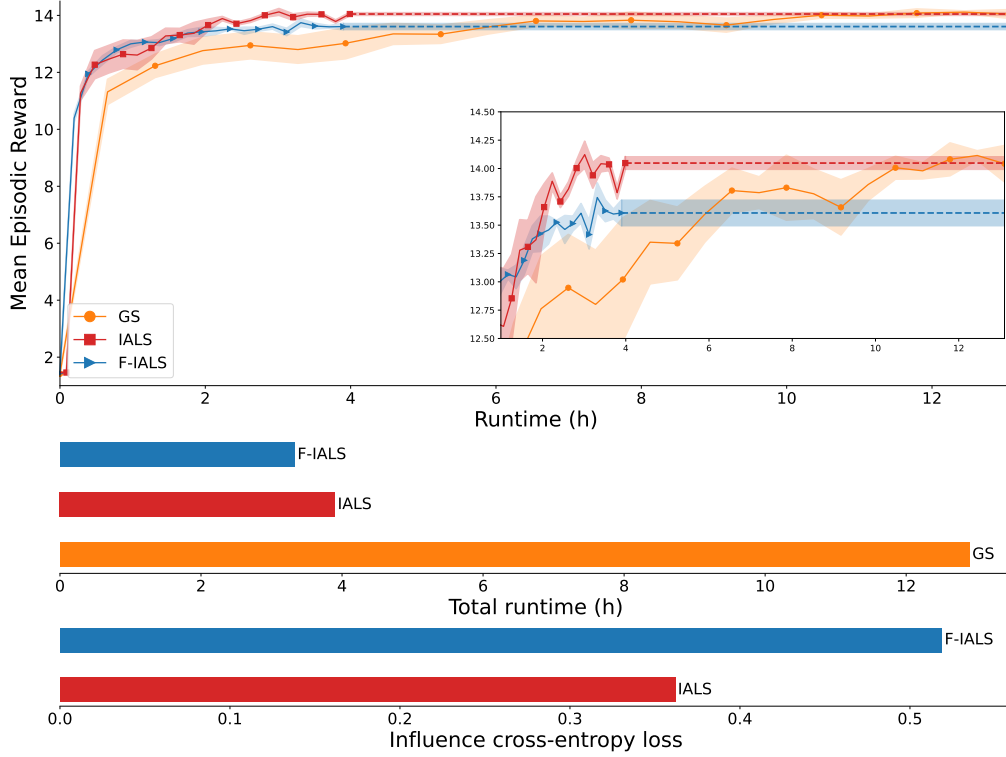 14
12
10
8
6
4
2
Mean Episodic Reward
14.50
14.25
14.00
13.75
13.50
13.25
13.00
12.75
12.50
2 4 6 8 10 12
GS
IALS
F-IALS
0 2 4 6 8 10 12
Runtime (h)
F-IALS
IALS
GS
0 2 4 6 8 10 12
Total runtime (h)
F-IALS
IALS
0.0 0.1 0.2 0.3 0.4 0.5
Influence cross-entropy loss